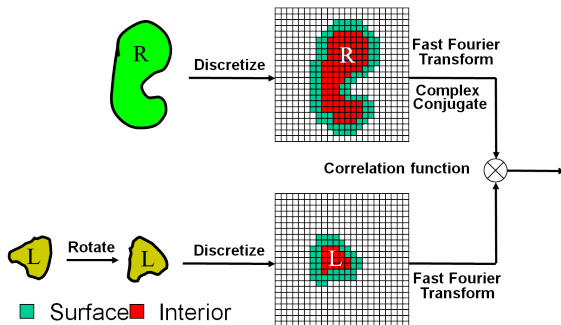 R
Discretize
R
Fast Fourier
Transform
Complex
Conjugate
Correlation function
L
Rotate
L
Discretize
L
Fast Fourier
Transform
Surface
Interior